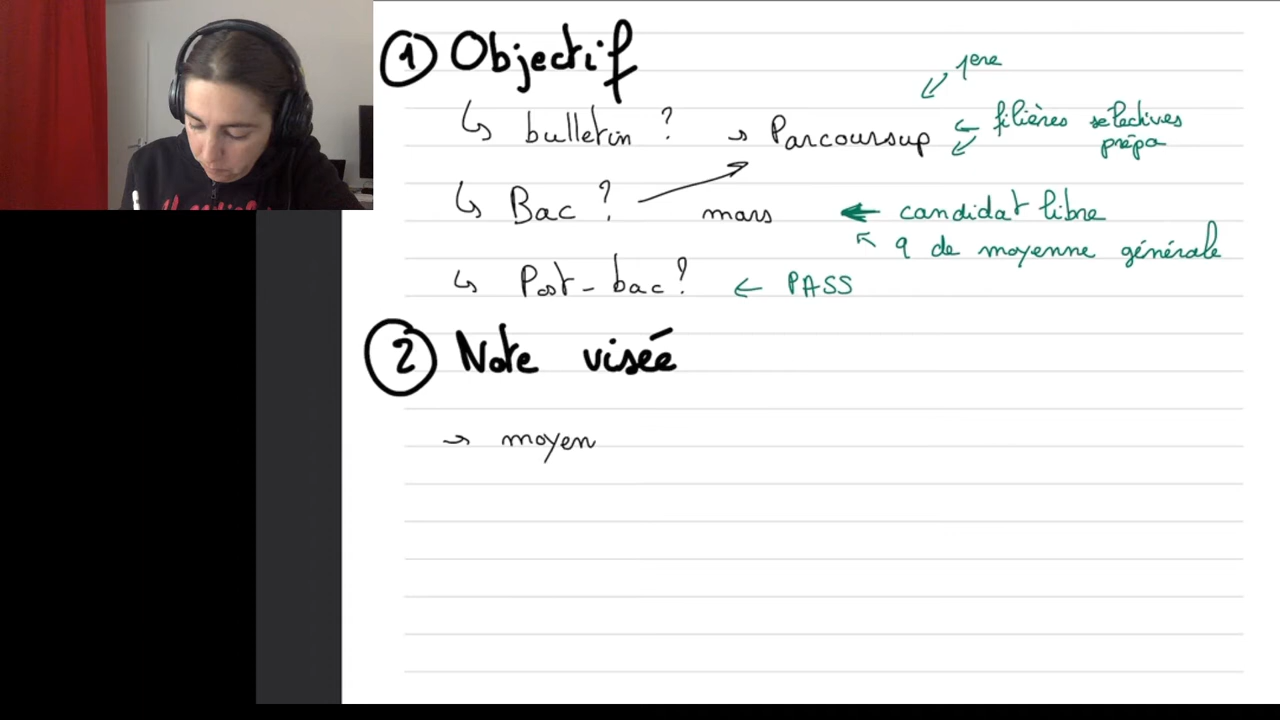 1 Objectif
1ere
↳ bulletin ? → Parcoursup ← filières sélectives
prépa
↳ Bac ? mars ← candidat libre
9 de moyenne générale
↳ Post-bac ? ← PASS
2 Note visée
→ moyen